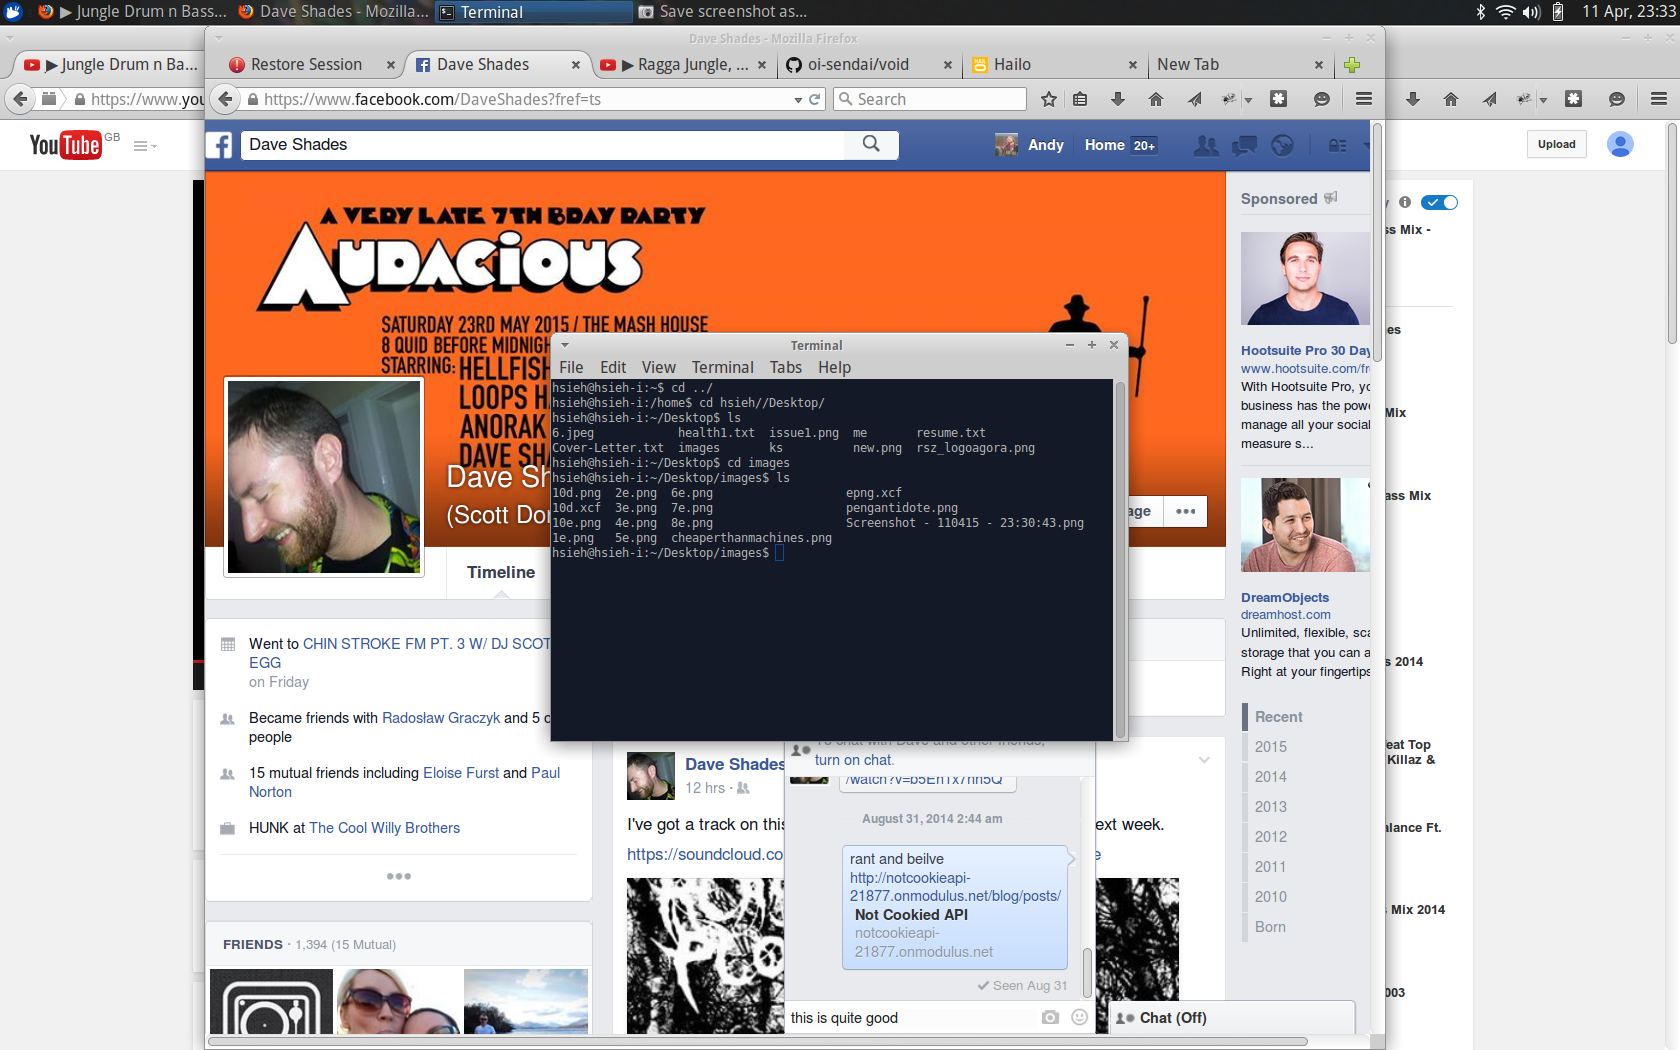 Jungle Drum n Bass...
Dave Shades - Mozilla...
Terminal
Save screenshot as...
11 Apr, 23:33
Dave Shades - Mozilla Firefox
▶ Jungle Drum n Ba...
Restore Session
Dave Shades
▶ Ragga Jungle, ...
oi-sendai/void
Hailo
New Tab
https://www.you
https://www.facebook.com/DaveShades?fref=ts
Search
YouTube GB
Dave Shades
Andy
Home 20+
Upload
A VERY LATE 7TH BDAY PARTY
AUDACIOUS
SATURDAY 23RD MAY 2015 / THE MASH HOUSE
8 QUID BEFORE MIDNIGH
STARRING: HELLFISH
LOOPS H
ANORAK
DAVE SHA
Dave Sh
(Scott Dor
age
Timeline
Terminal
File Edit View Terminal Tabs Help
hsieh@hsieh-i:~$ cd ../
hsieh@hsieh-i:/home$ cd hsieh//Desktop/
hsieh@hsieh-i:~/Desktop$ ls
6.jpeg health1.txt issue1.png me resume.txt
Cover-Letter.txt images ks new.png rsz_logoagora.png
hsieh@hsieh-i:~/Desktop$ cd images
hsieh@hsieh-i:~/Desktop/images$ ls
10d.png 2e.png 6e.png epng.xcf
10d.xcf 3e.png 7e.png pengantidote.png
10e.png 4e.png 8e.png Screenshot - 110415 - 23:30:43.png
1e.png 5e.png cheaperthanmachines.png
hsieh@hsieh-i:~/Desktop/images$
Went to CHIN STROKE FM PT. 3 W/ DJ SCOT
EGG
on Friday
Became friends with Radosław Graczyk and 5 o
people
15 mutual friends including Eloise Furst and Paul
Norton
HUNK at The Cool Willy Brothers
FRIENDS · 1,394 (15 Mutual)
Dave Shades
12 hrs ·
I've got a track on this
ext week.
https://soundcloud.co
e
To chat with Dave and other friends,
turn on chat.
/watch?v=b5En1x7nn5Q
August 31, 2014 2:44 am
rant and beilve
http://notcookieapi-
21877.onmodulus.net/blog/posts/
Not Cookied API
notcookieapi-
21877.onmodulus.net
Seen Aug 31
this is quite good
Chat (Off)
Sponsored
Hootsuite Pro 30 Day
www.hootsuite.com/fr
With Hootsuite Pro, yo
business has the powe
manage all your social
measure s...
DreamObjects
dreamhost.com
Unlimited, flexible, sca
storage that you can a
Right at your fingertips
Recent
2015
2014
2013
2012
2011
2010
Born
y
ss Mix -
es
Mix
ass Mix
s 2014
eat Top
Killaz &
alance Ft.
s Mix 2014
003